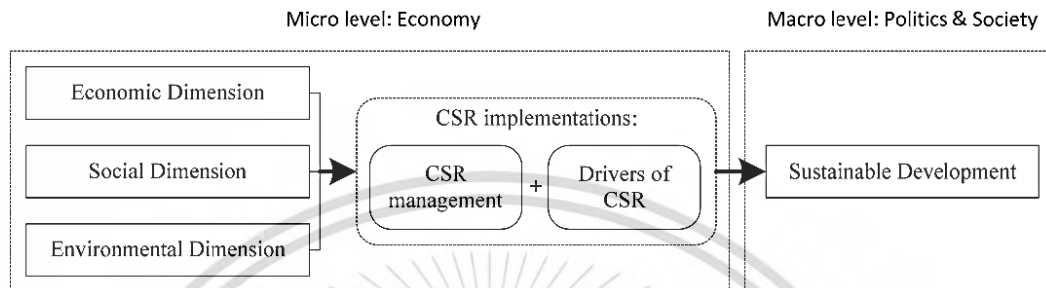 Micro level: Economy
Macro level: Politics & Society
Economic Dimension
Social Dimension
Environmental Dimension
CSR implementations:
CSR
management
+
Drivers of
CSR
Sustainable Development